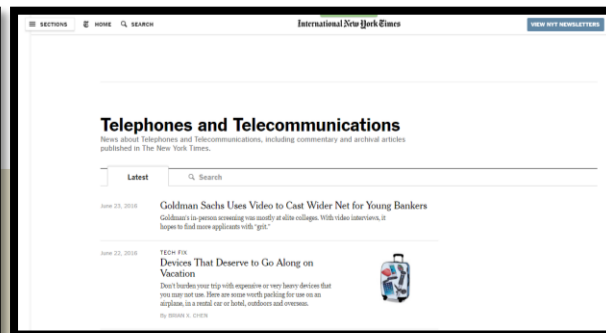 SECTIONS HOME SEARCH International New York Times VIEW NYT NEWSLETTERS
Telephones and Telecommunications
News about Telephones and Telecommunications, including commentary and archival articles
published in The New York Times.
Latest Search
June 23, 2016 Goldman Sachs Uses Video to Cast Wider Net for Young Bankers
Goldman's in-person screening was mostly at elite colleges. With video interviews, it
hopes to find more applicants with "grit."
June 22, 2016 TECH FIX
Devices That Deserve to Go Along on
Vacation
Don't burden your trip with expensive or very heavy devices that
you may not use. Here are some worth packing for use on an
airplane, in a rental car or hotel, outdoors and overseas.
By BRIAN X. CHEN